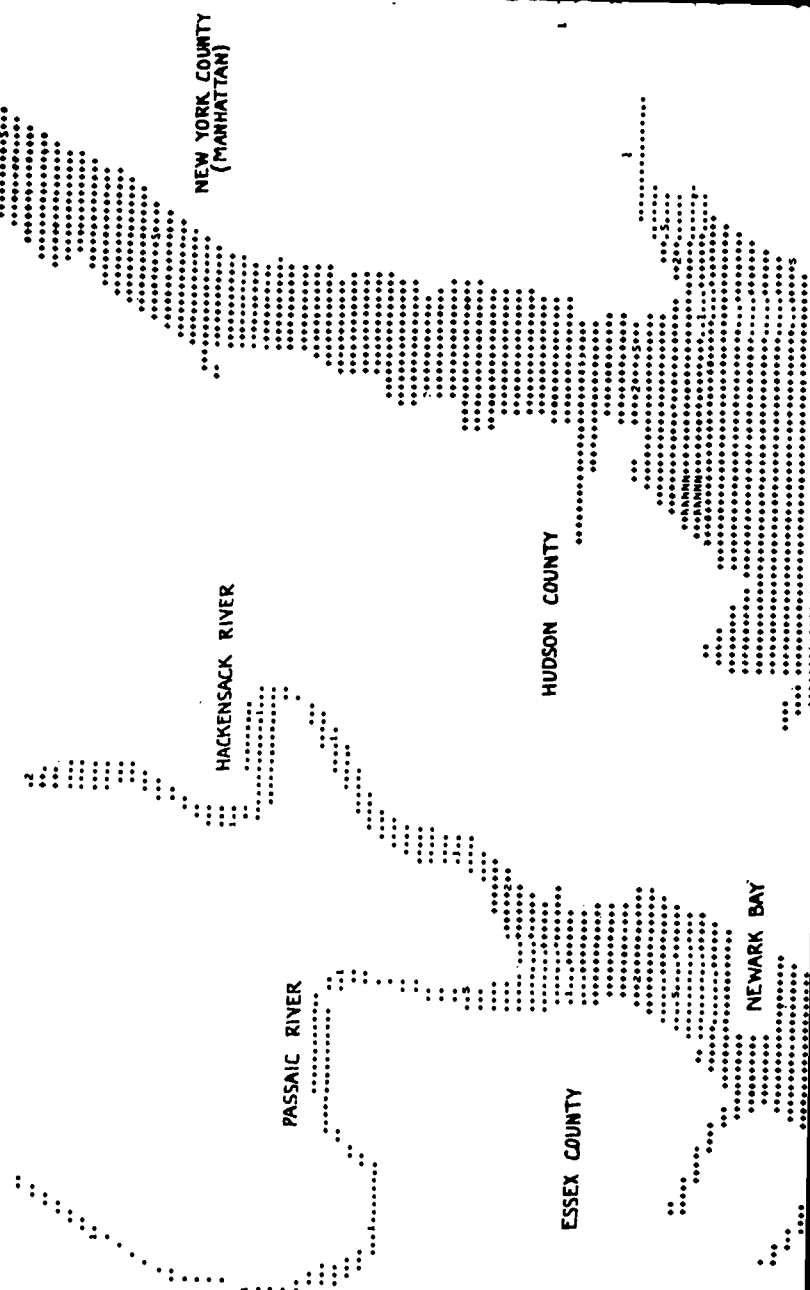 NEW YORK COUNTY
(MANHATTAN)
HACKENSACK RIVER
HUDSON COUNTY
PASSAIC RIVER
ESSEX COUNTY
NEWARK BAY